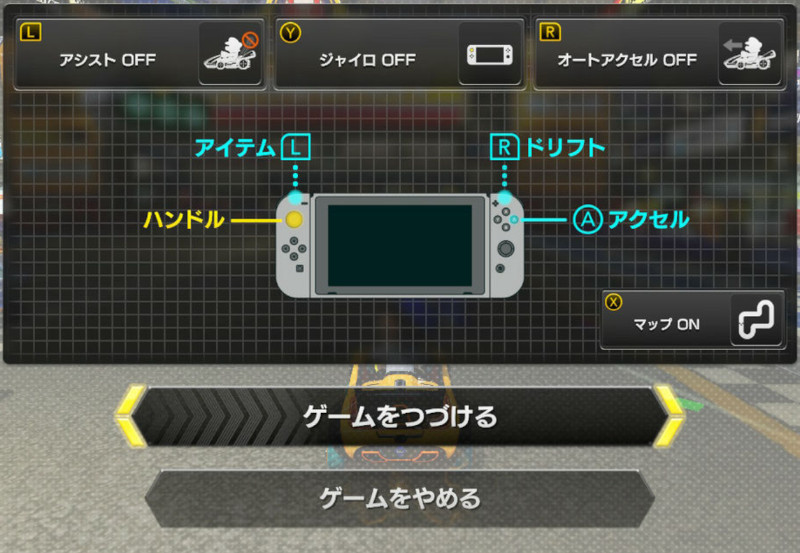 L
アシスト OFF
Y
ジャイロ OFF
R
オートアクセル OFF
アイテム L
R ドリフト
ハンドル
A アクセル
X
マップ ON
ゲームをつづける
ゲームをやめる